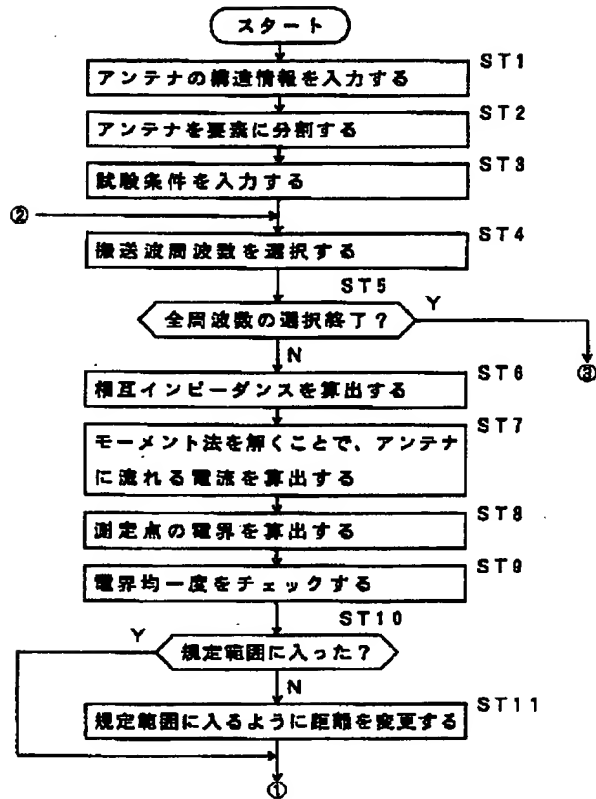 スタート
ST1
アンテナの構造情報を入力する
ST2
アンテナを要素に分割する
ST3
試験条件を入力する
②
ST4
搬送波周波数を選択する
ST5
全周波数の選択終了?
Y
N
③
ST6
相互インピーダンスを算出する
ST7
モーメント法を解くことで、アンテナ
に流れる電流を算出する
ST8
測定点の電界を算出する
ST9
電界均一度をチェックする
ST10
Y
規定範囲に入った?
N
ST11
規定範囲に入るように距離を変更する
①